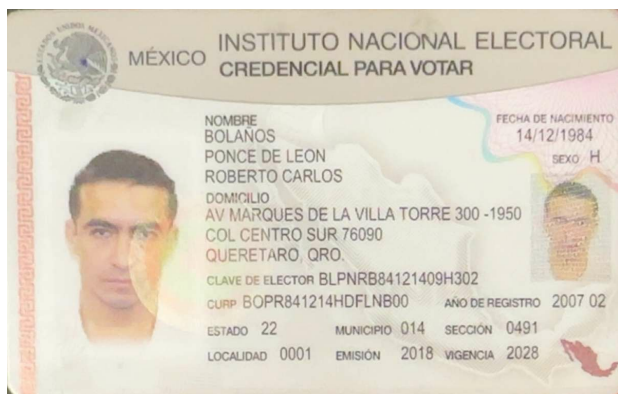 ESTADOS UNIDOS MEXICANOS
MÉXICO
INSTITUTO NACIONAL ELECTORAL
CREDENCIAL PARA VOTAR
NOMBRE
BOLAÑOS
PONCE DE LEON
ROBERTO CARLOS
FECHA DE NACIMIENTO
14/12/1984
SEXO H
DOMICILIO
AV MARQUES DE LA VILLA TORRE 300 -1950
COL CENTRO SUR 76090
QUERETARO, QRO.
CLAVE DE ELECTOR BLPNRB84121409H302
CURP BOPR841214HDFLNB00 AÑO DE REGISTRO 2007 02
ESTADO 22 MUNICIPIO 014 SECCIÓN 0491
LOCALIDAD 0001 EMISIÓN 2018 VIGENCIA 2028